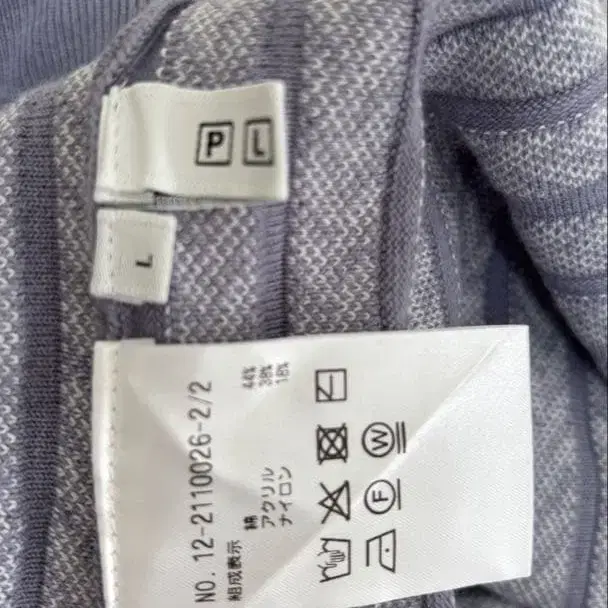 P L
L
NO. 12-2110026-2/2
組成表示
綿 44%
アクリル 38%
ナイロン 18%
F W